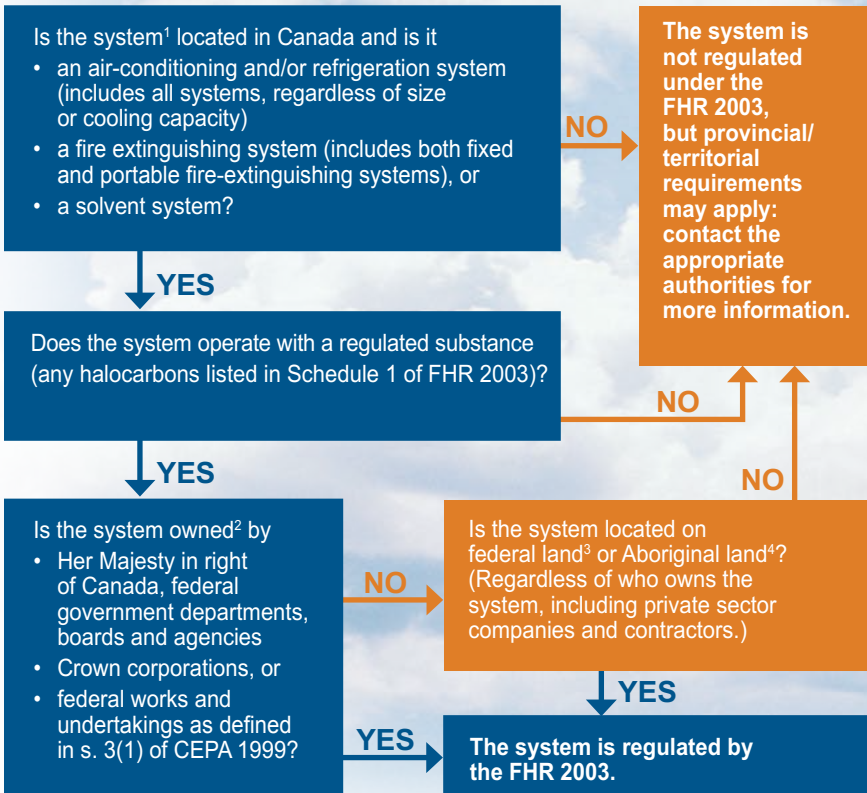 Is the system¹ located in Canada and is it
• an air-conditioning and/or refrigeration system
(includes all systems, regardless of size
or cooling capacity)
• a fire extinguishing system (includes both fixed
and portable fire-extinguishing systems), or
• a solvent system?
NO
The system is
not regulated
under the
FHR 2003,
but provincial/
territorial
requirements
may apply:
contact the
appropriate
authorities for
more information.
YES
Does the system operate with a regulated substance
(any halocarbons listed in Schedule 1 of FHR 2003)?
NO
YES
Is the system owned² by
• Her Majesty in right
of Canada, federal
government departments,
boards and agencies
• Crown corporations, or
• federal works and
undertakings as defined
in s. 3(1) of CEPA 1999?
NO
Is the system located on
federal land³ or Aboriginal land⁴?
(Regardless of who owns the
system, including private sector
companies and contractors.)
NO
YES
YES
The system is regulated by
the FHR 2003.